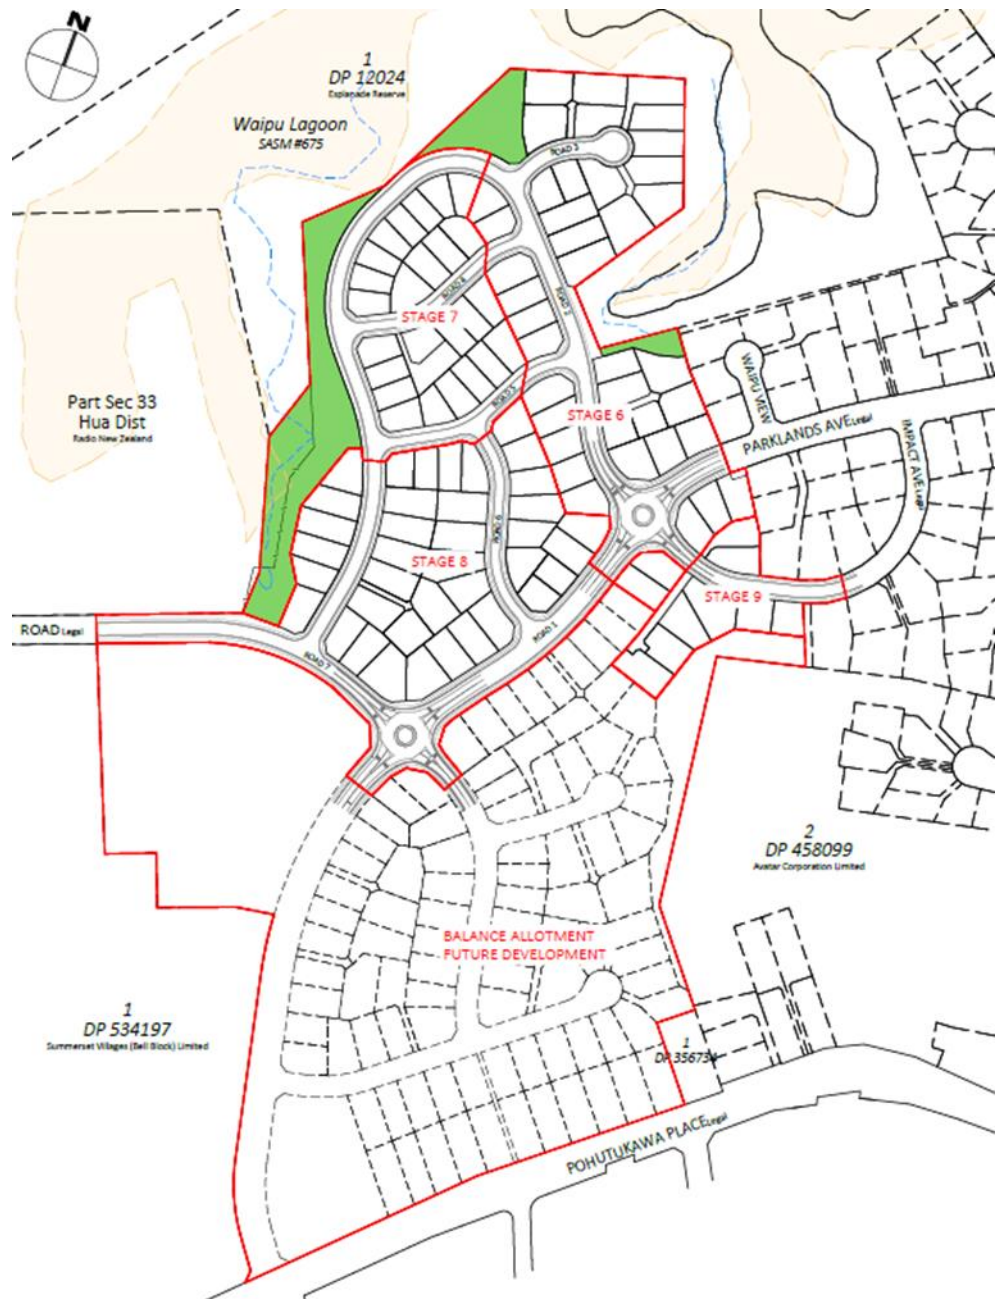 N
1
DP 12024
Esplanade Reserve
Waipu Lagoon
SASM #675
ROAD 3
ROAD 4
STAGE 7
ROAD 2
Part Sec 33
Hua Dist
Radio New Zealand
WAIPU VIEW
ROAD 5
STAGE 6
PARKLANDS AVE Legal
IMPACT AVE Legal
ROAD 6
STAGE 8
STAGE 9
ROAD Legal
ROAD 7
ROAD 1
2
DP 458099
Avatar Corporation Limited
BALANCE ALLOTMENT
FUTURE DEVELOPMENT
1
DP 534197
Summerset Villages (Bell Block) Limited
1
DP 356734
POHUTUKAWA PLACE Legal